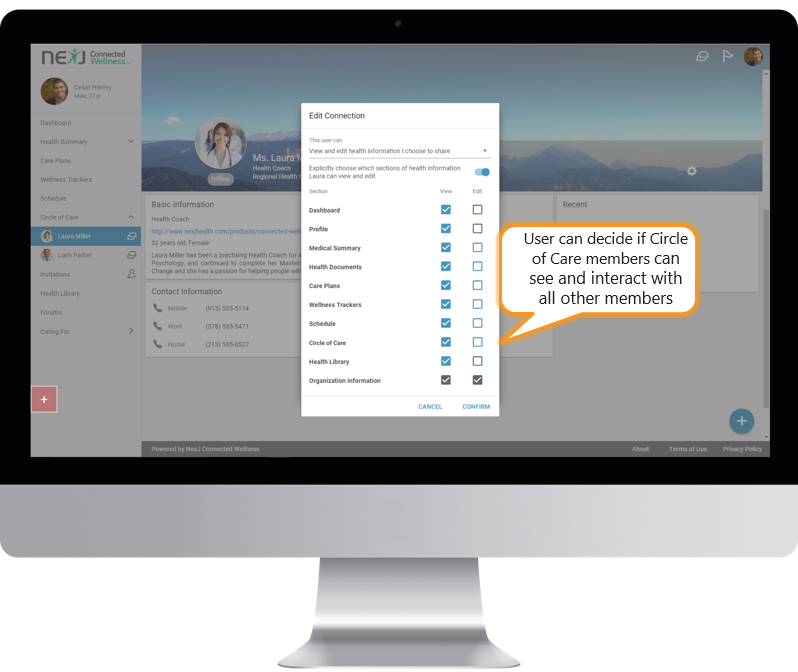 NEXJ Connected
Wellness
Cesar Harvey
Male, 37 yr
Dashboard
Health Summary
Care Plans
Wellness Trackers
Schedule
Circle of Care
Laura Miller
Liam Parker
Invitations
Health Library
Forums
Caring For
Ms. Laura
Health Coach
Regional Health
Offline
Basic Information
Health Coach
http://www.nexjhealth.com/products/connected-well
32 years old, Female
Laura Miller has been a practising Health Coach for
Psychology, and continued to complete her Master
Change and she has a passion for helping people
Contact Information
Mobile (913) 555-5114
Work (578) 555-5471
Home (213) 555-6527
Recent
Edit Connection
This user can
View and edit health information I choose to share
Explicitly choose which sections of health information
Laura can view and edit
Section View Edit
Dashboard
Profile
Medical Summary
Health Documents
Care Plans
Wellness Trackers
Schedule
Circle of Care
Health Library
Organization Information
CANCEL CONFIRM
User can decide if Circle
of Care members can
see and interact with
all other members
Powered by NexJ Connected Wellness About Terms of Use Privacy Policy